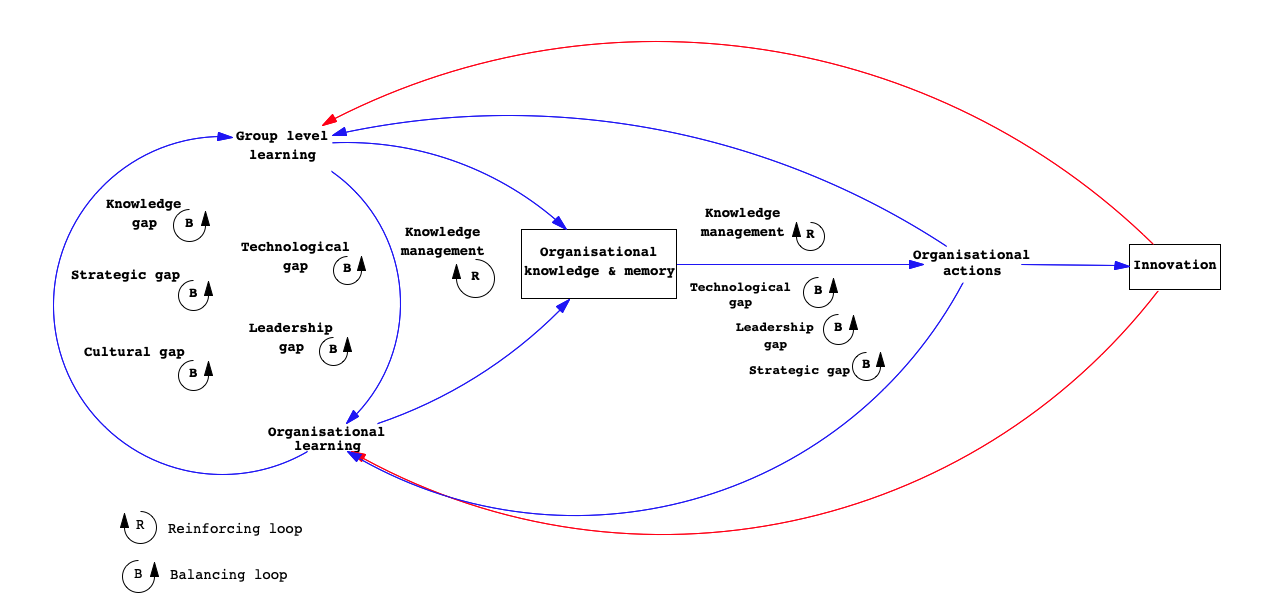 Group level
learning
Knowledge
gap
B
Strategic gap
B
Cultural gap
B
Technological
gap
B
Leadership
gap
B
Knowledge
management
R
Organisational
learning
Organisational
knowledge & memory
Knowledge
management
R
Technological
gap
B
Leadership
gap
B
Strategic gap
B
Organisational
actions
Innovation
R
Reinforcing loop
B
Balancing loop